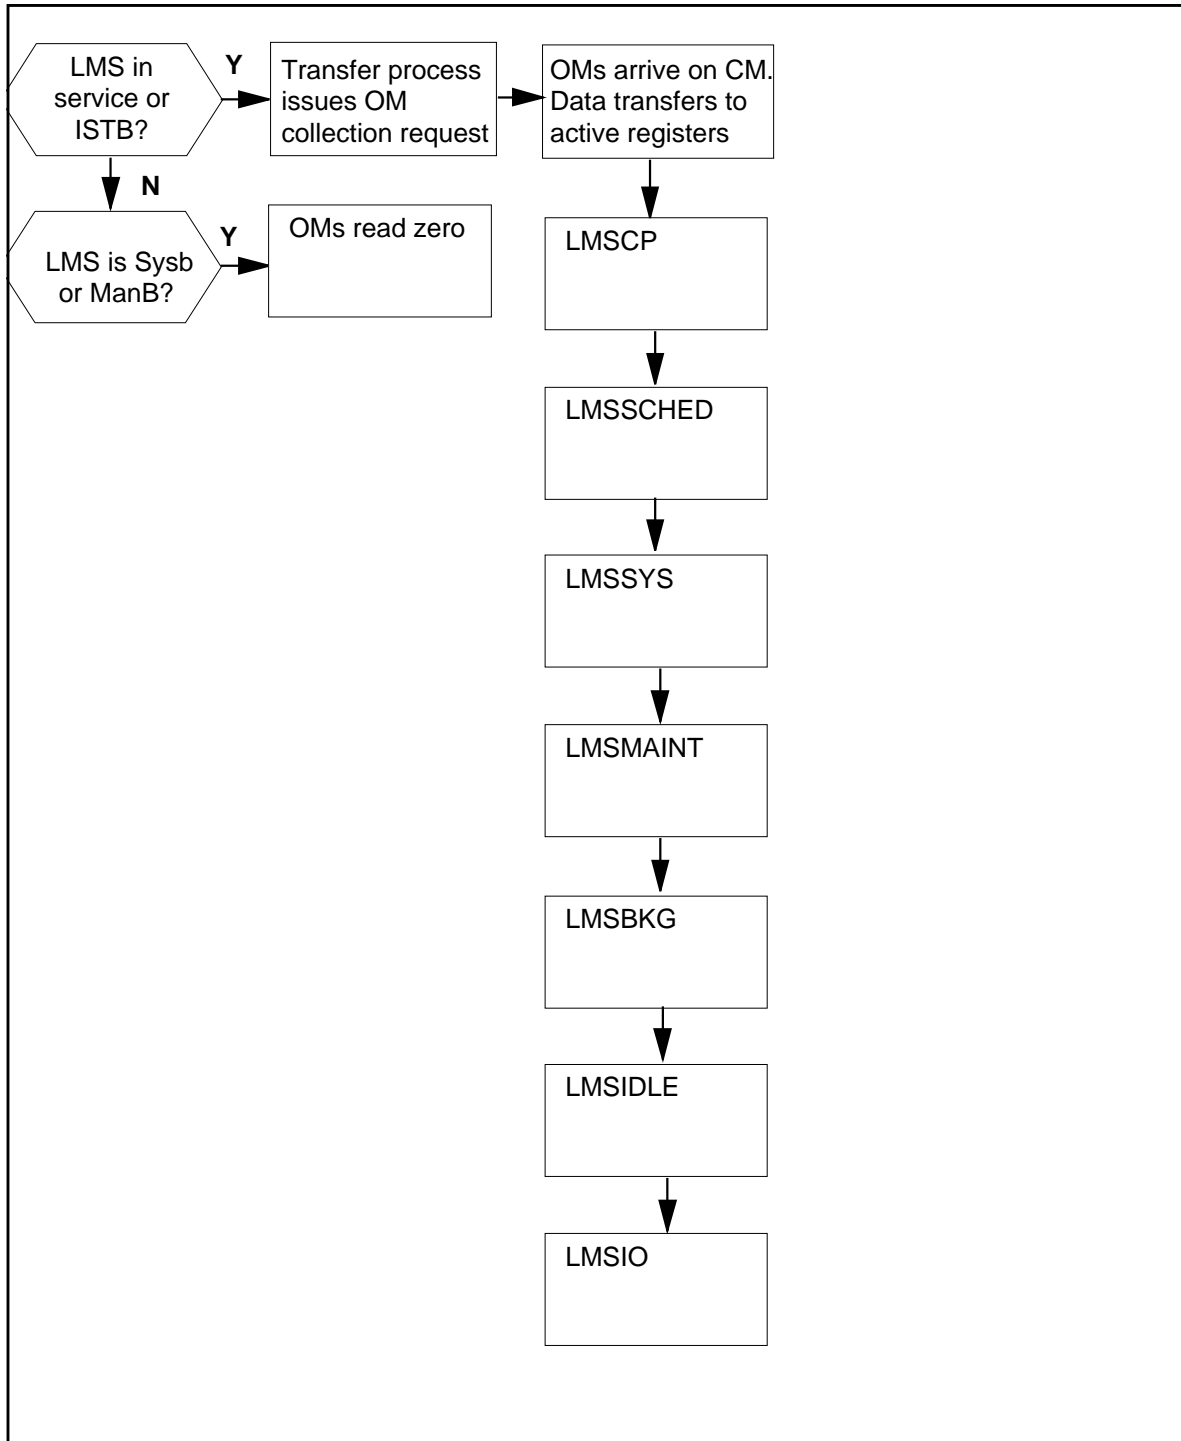 LMS in
service or
ISTB?
Y
Transfer process
issues OM
collection request
OMs arrive on CM.
Data transfers to
active registers
N
LMS is Sysb
or ManB?
Y
OMs read zero
LMSCP
LMSSCHED
LMSSYS
LMSMAINT
LMSBKG
LMSIDLE
LMSIO